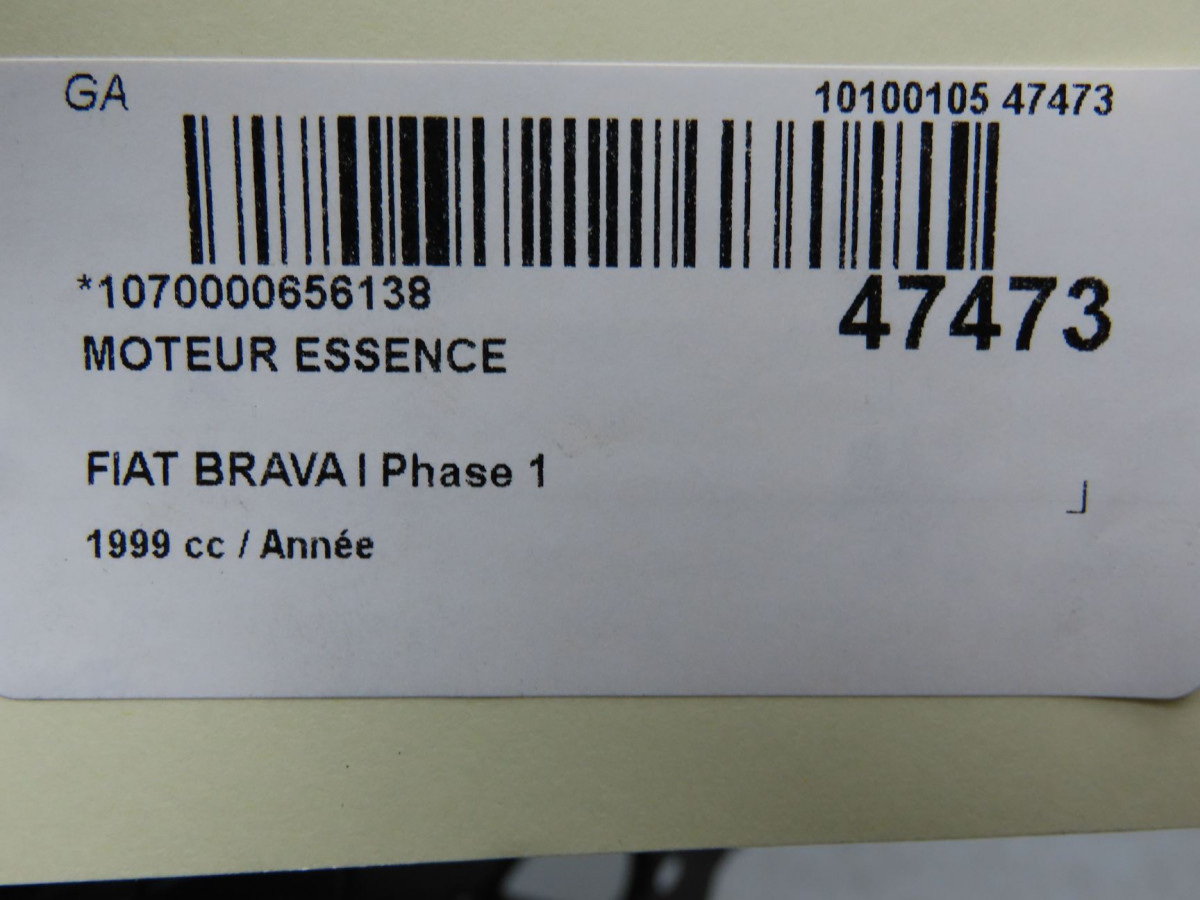 GA 10100105 47473
*1070000656138 47473
MOTEUR ESSENCE
FIAT BRAVA I Phase 1
1999 cc / Année